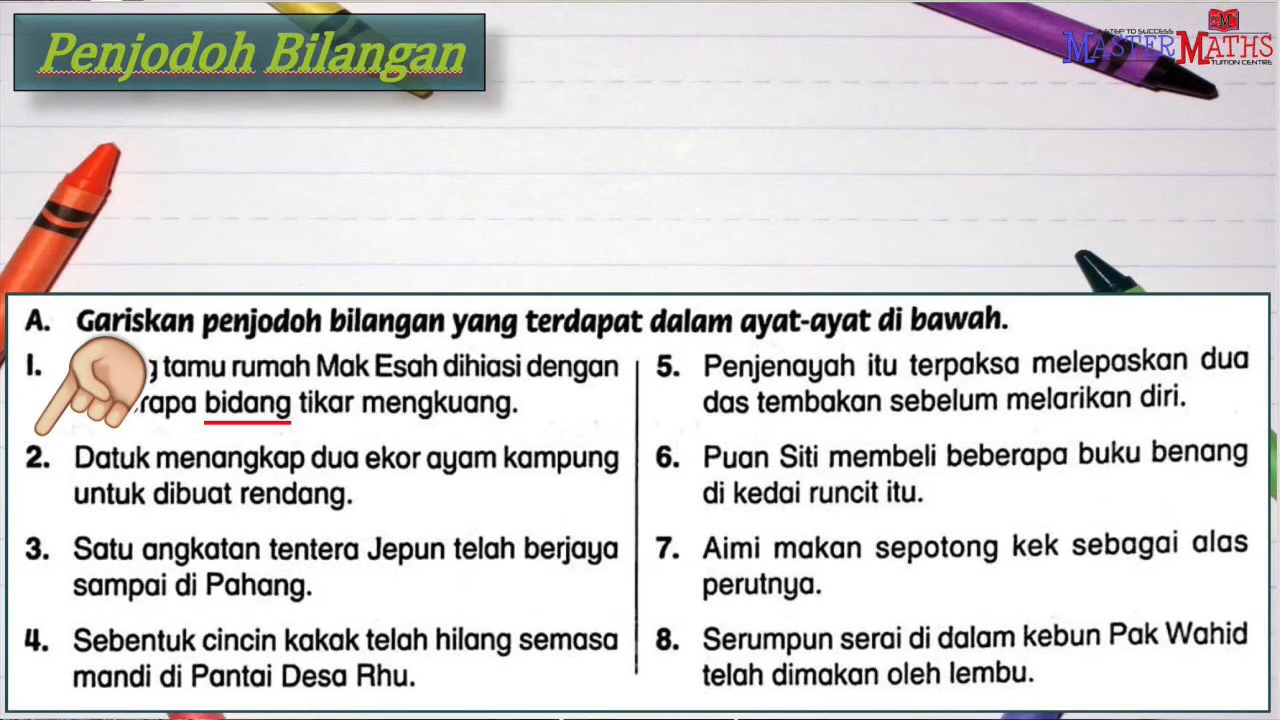 Penjodoh Bilangan
A STEP TO SUCCESS
2M
MASTERMATHS
TUITION CENTRE
A. Gariskan penjodoh bilangan yang terdapat dalam ayat-ayat di bawah.
1. tamu rumah Mak Esah dihiasi dengan
bidang tikar mengkuang.
2. Datuk menangkap dua ekor ayam kampung
untuk dibuat rendang.
3. Satu angkatan tentera Jepun telah berjaya
sampai di Pahang.
4. Sebentuk cincin kakak telah hilang semasa
mandi di Pantai Desa Rhu.
5. Penjenayah itu terpaksa melepaskan dua
das tembakan sebelum melarikan diri.
6. Puan Siti membeli beberapa buku benang
di kedai runcit itu.
7. Aimi makan sepotong kek sebagai alas
perutnya.
8. Serumpun serai di dalam kebun Pak Wahid
telah dimakan oleh lembu.